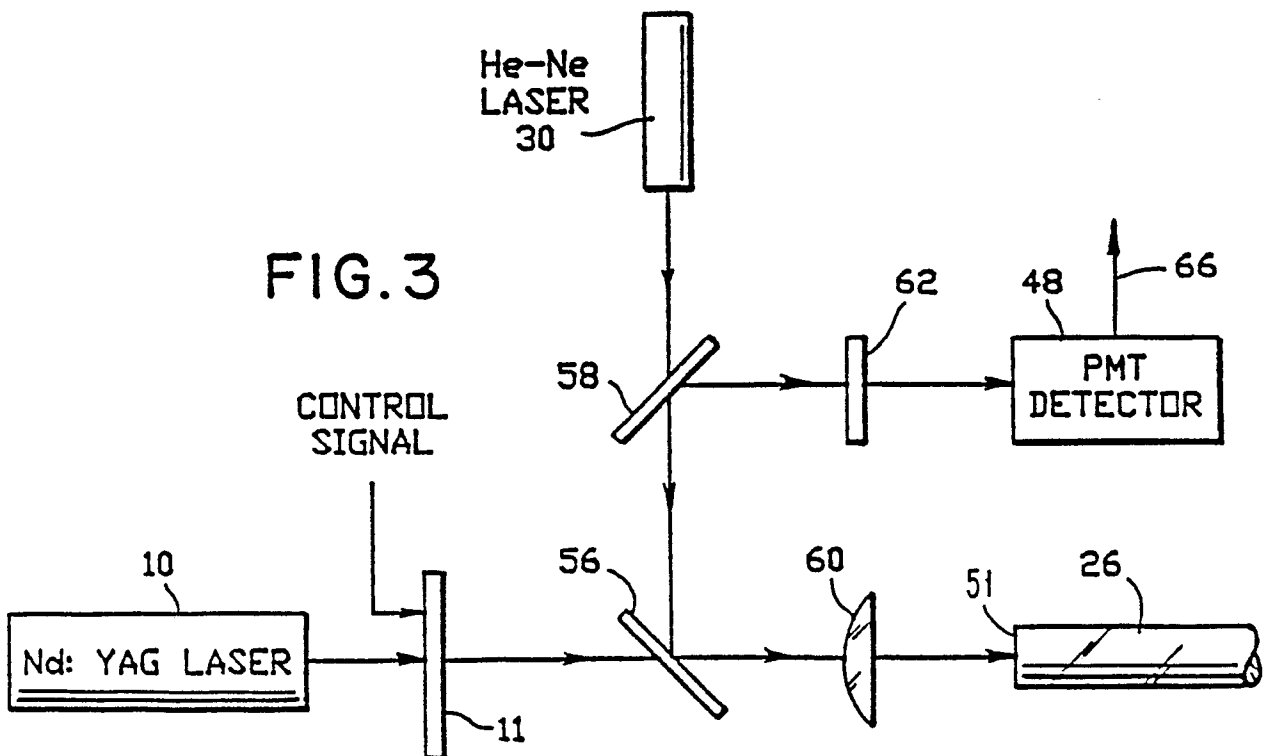 He-Ne
LASER
30
FIG. 3
62
48
66
58
PMT
DETECTOR
CONTROL
SIGNAL
10
56
60
51
26
Nd: YAG LASER
11